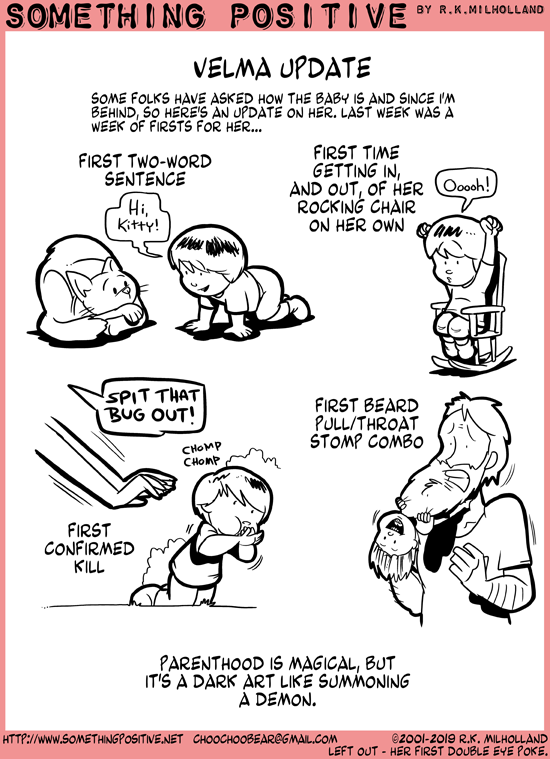 SOMETHING POSITIVE BY R.K.MILHOLLAND
VELMA UPDATE
SOME FOLKS HAVE ASKED HOW THE BABY IS AND SINCE I'M
BEHIND, SO HERE'S AN UPDATE ON HER. LAST WEEK WAS A
WEEK OF FIRSTS FOR HER...
FIRST TWO-WORD
SENTENCE
Hi,
Kitty!
FIRST TIME
GETTING IN,
AND OUT, OF HER
ROCKING CHAIR
ON HER OWN
Ooooh!
SPIT THAT
BUG OUT!
CHOMP
CHOMP
FIRST
CONFIRMED
KILL
FIRST BEARD
PULL/THROAT
STOMP COMBO
PARENTHOOD IS MAGICAL, BUT
IT'S A DARK ART LIKE SUMMONING
A DEMON.
HTTP://WWW.SOMETHINGPOSITIVE.NET CHOOCHOOBEAR@GMAIL.COM ©2001-2019 R.K. MILHOLLAND
LEFT OUT - HER FIRST DOUBLE EYE POKE.